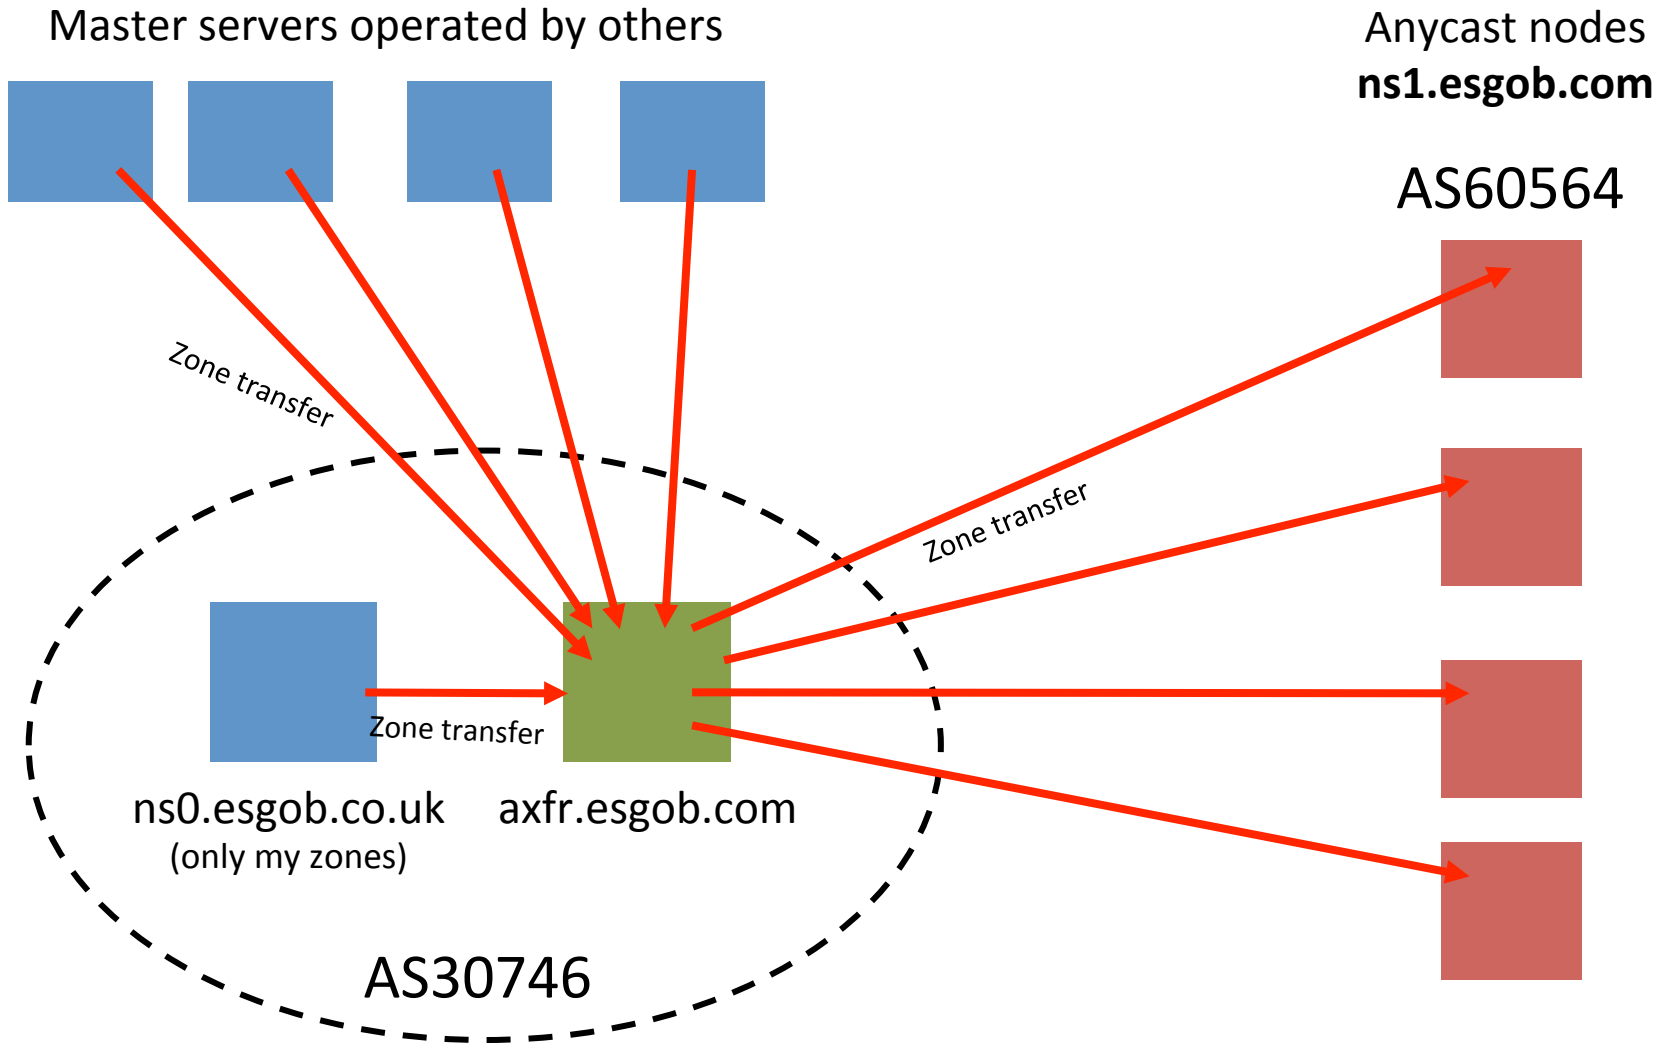 Master servers operated by others
Anycast nodes
ns1.esgob.com
AS60564
Zone transfer
Zone transfer
Zone transfer
ns0.esgob.co.uk
(only my zones)
axfr.esgob.com
AS30746